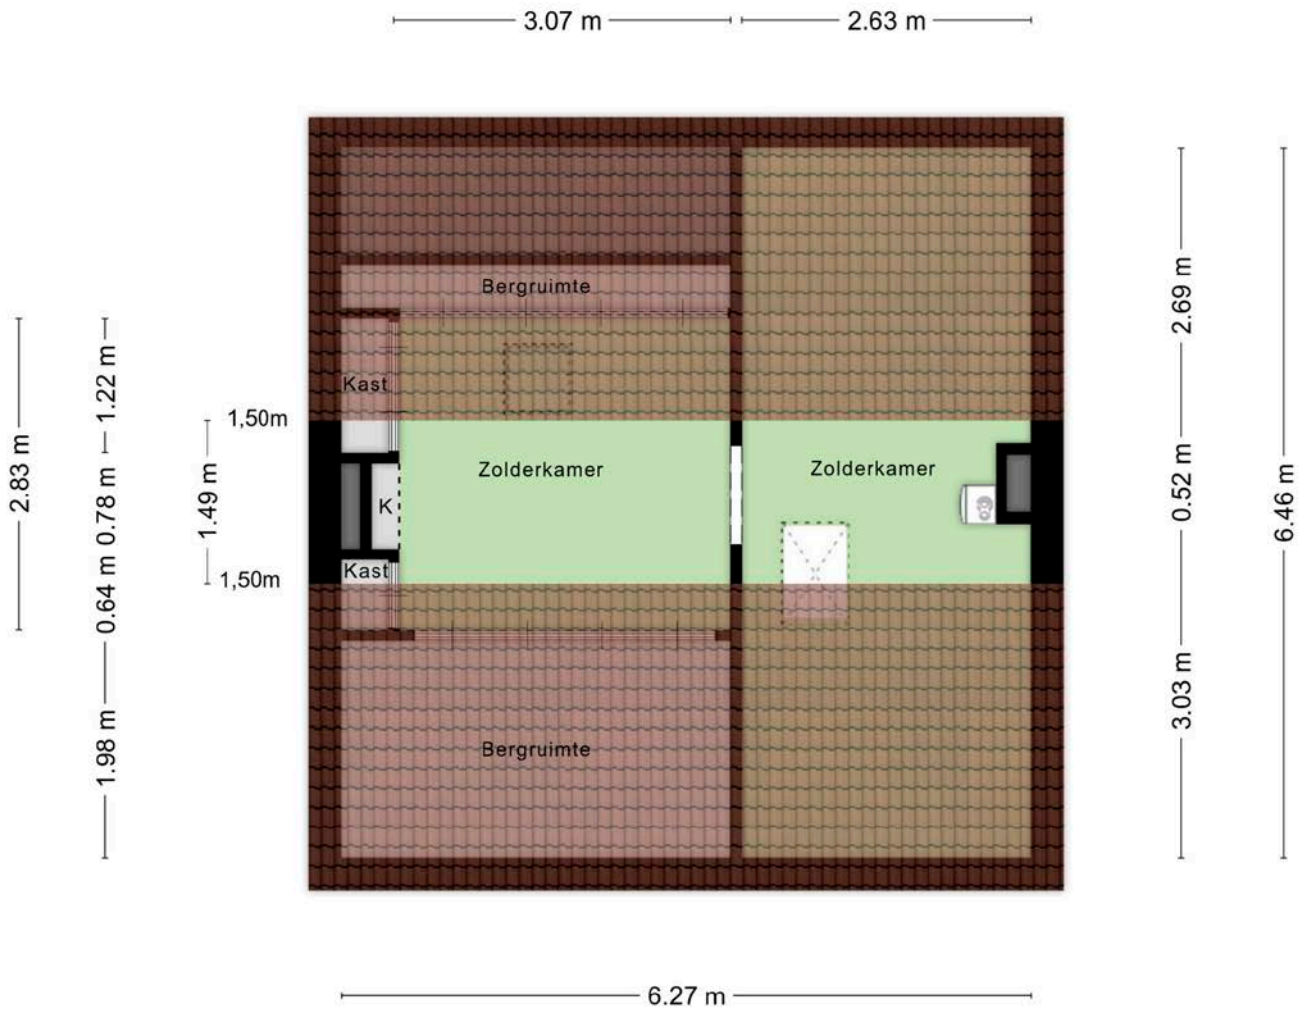 3.07 m
2.63 m
Bergruimte
2.69 m
1.22 m
Kast
1,50m
2.83 m
Zolderkamer
Zolderkamer
0.78 m
1.49 m
K
0.52 m
6.46 m
Kast
1,50m
0.64 m
3.03 m
1.98 m
Bergruimte
6.27 m